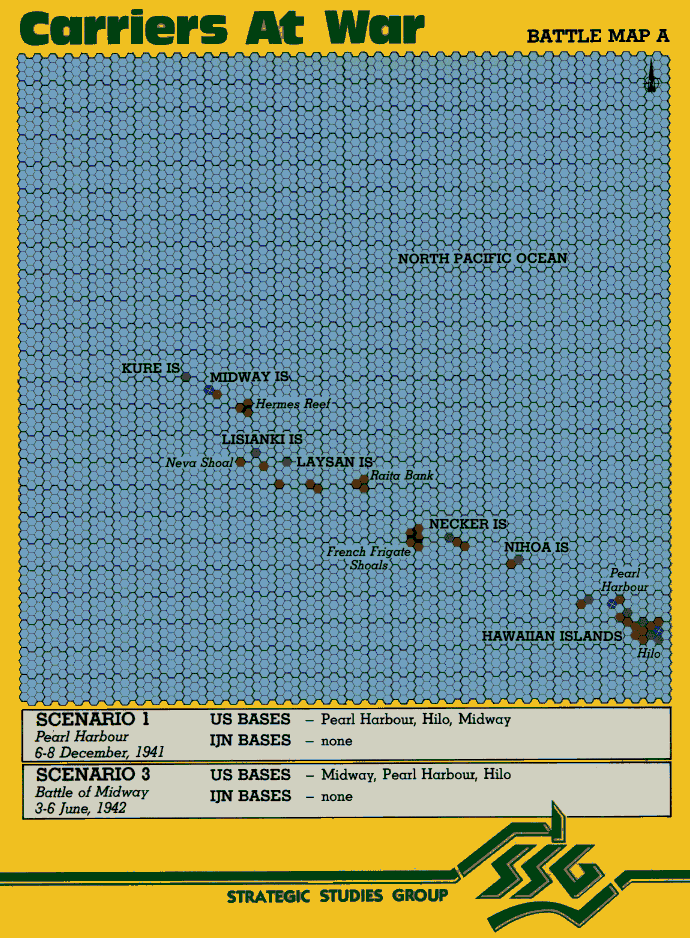 Carriers At War
BATTLE MAP A
NORTH PACIFIC OCEAN
KURE IS
MIDWAY IS
Hermes Reef
LISIANKI IS
Neva Shoal
LAYSAN IS
Raita Bank
NECKER IS
French Frigate
Shoals
NIHOA IS
Pearl
Harbour
HAWAIIAN ISLANDS
Hilo
SCENARIO 1
Pearl Harbour
6-8 December, 1941
US BASES – Pearl Harbour, Hilo, Midway
IJN BASES – none
SCENARIO 3
Battle of Midway
3-6 June, 1942
US BASES – Midway, Pearl Harbour, Hilo
IJN BASES – none
SSG
STRATEGIC STUDIES GROUP